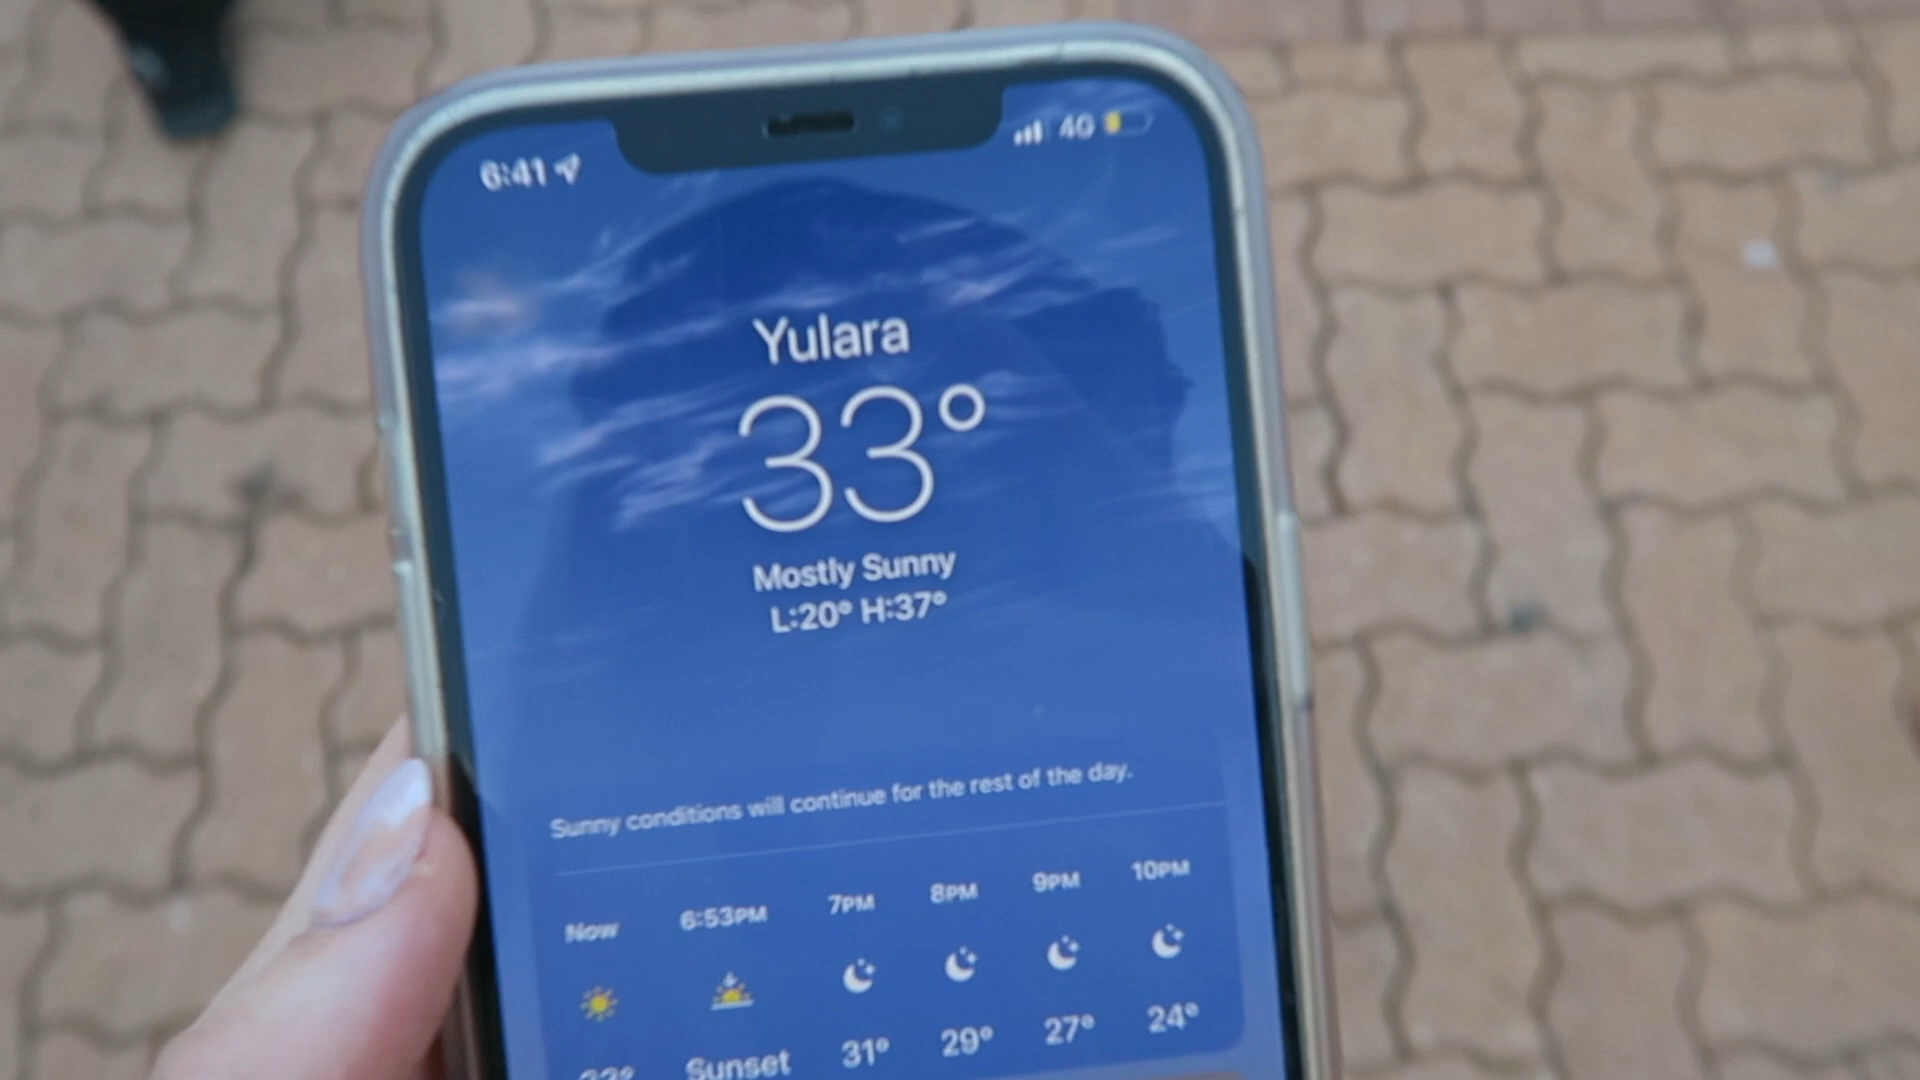 6:41 4G
Yulara
33°
Mostly Sunny
L:20° H:37°
Sunny conditions will continue for the rest of the day.
Now 6:53PM 7PM 8PM 9PM 10PM
33° Sunset 31° 29° 27° 24°